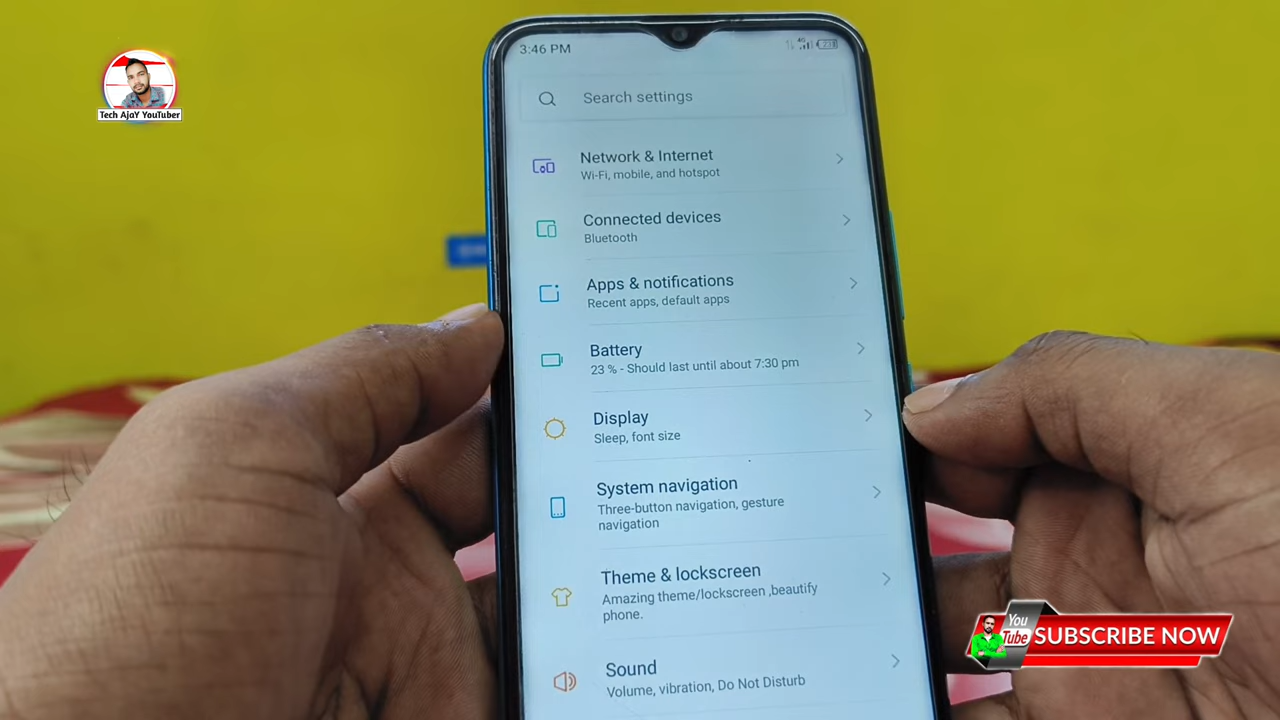 3:46 PM
4G
23
Tech AjaY YouTuber
Search settings
Network & Internet
Wi-Fi, mobile, and hotspot
Connected devices
Bluetooth
Apps & notifications
Recent apps, default apps
Battery
23 % - Should last until about 7:30 pm
Display
Sleep, font size
System navigation
Three-button navigation, gesture
navigation
Theme & lockscreen
Amazing theme/lockscreen ,beautify
phone.
Sound
Volume, vibration, Do Not Disturb
You
Tube
SUBSCRIBE NOW